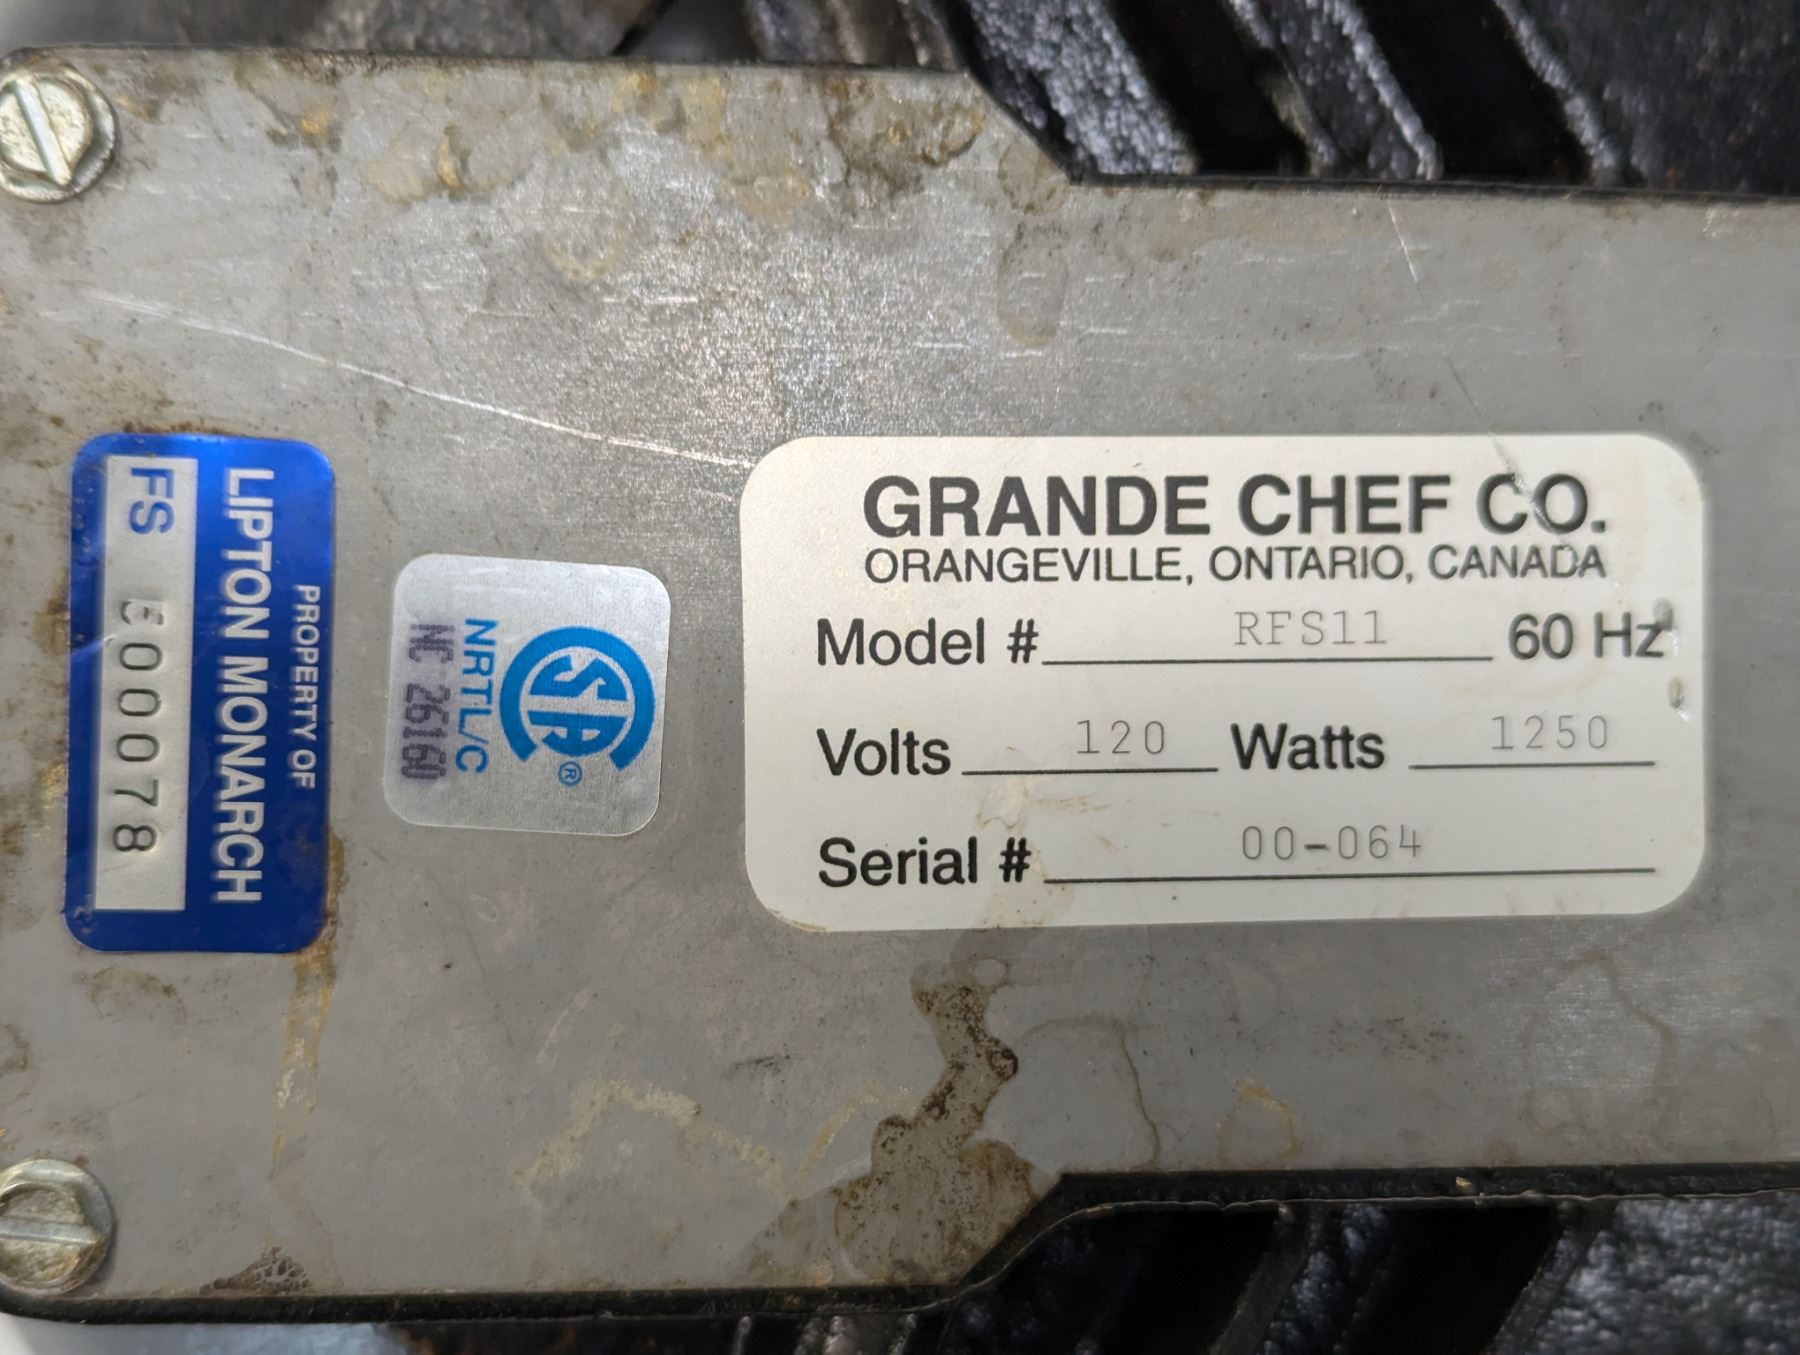 PROPERTY OF
LIPTON MONARCH
FS 000078
CSA ®
NRTL/C
NC 26160
GRANDE CHEF CO.
ORANGEVILLE, ONTARIO, CANADA
Model # RFS11 60 Hz
Volts 120 Watts 1250
Serial # 00-064